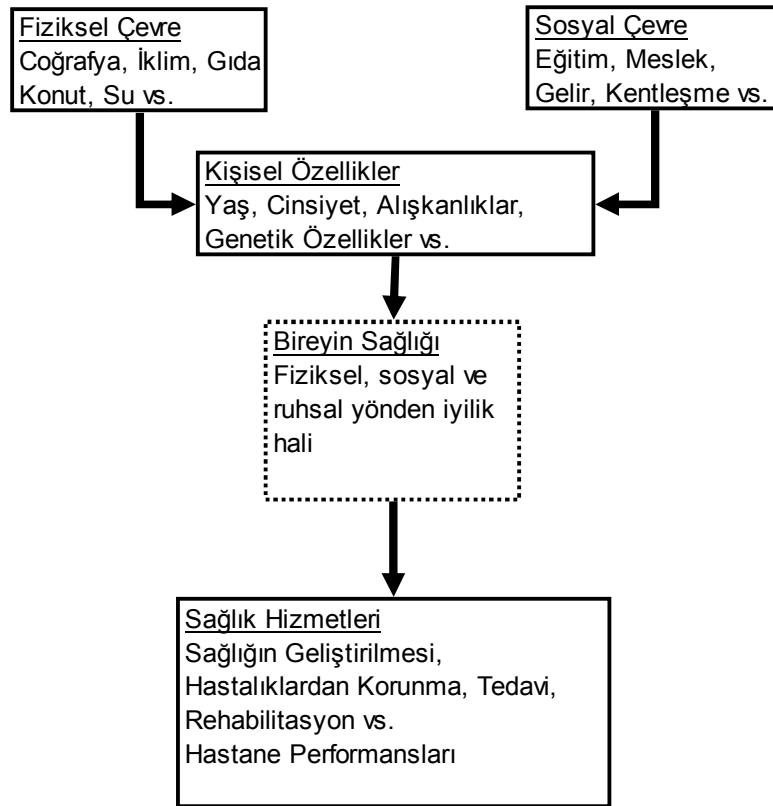 Fiziksel Çevre
Coğrafya, İklim, Gıda
Konut, Su vs.
Sosyal Çevre
Eğitim, Meslek,
Gelir, Kentleşme vs.
Kişisel Özellikler
Yaş, Cinsiyet, Alışkanlıklar,
Genetik Özellikler vs.
Bireyin Sağlığı
Fiziksel, sosyal ve
ruhsal yönden iyilik
hali
Sağlık Hizmetleri
Sağlığın Geliştirilmesi,
Hastalıklardan Korunma, Tedavi,
Rehabilitasyon vs.
Hastane Performansları